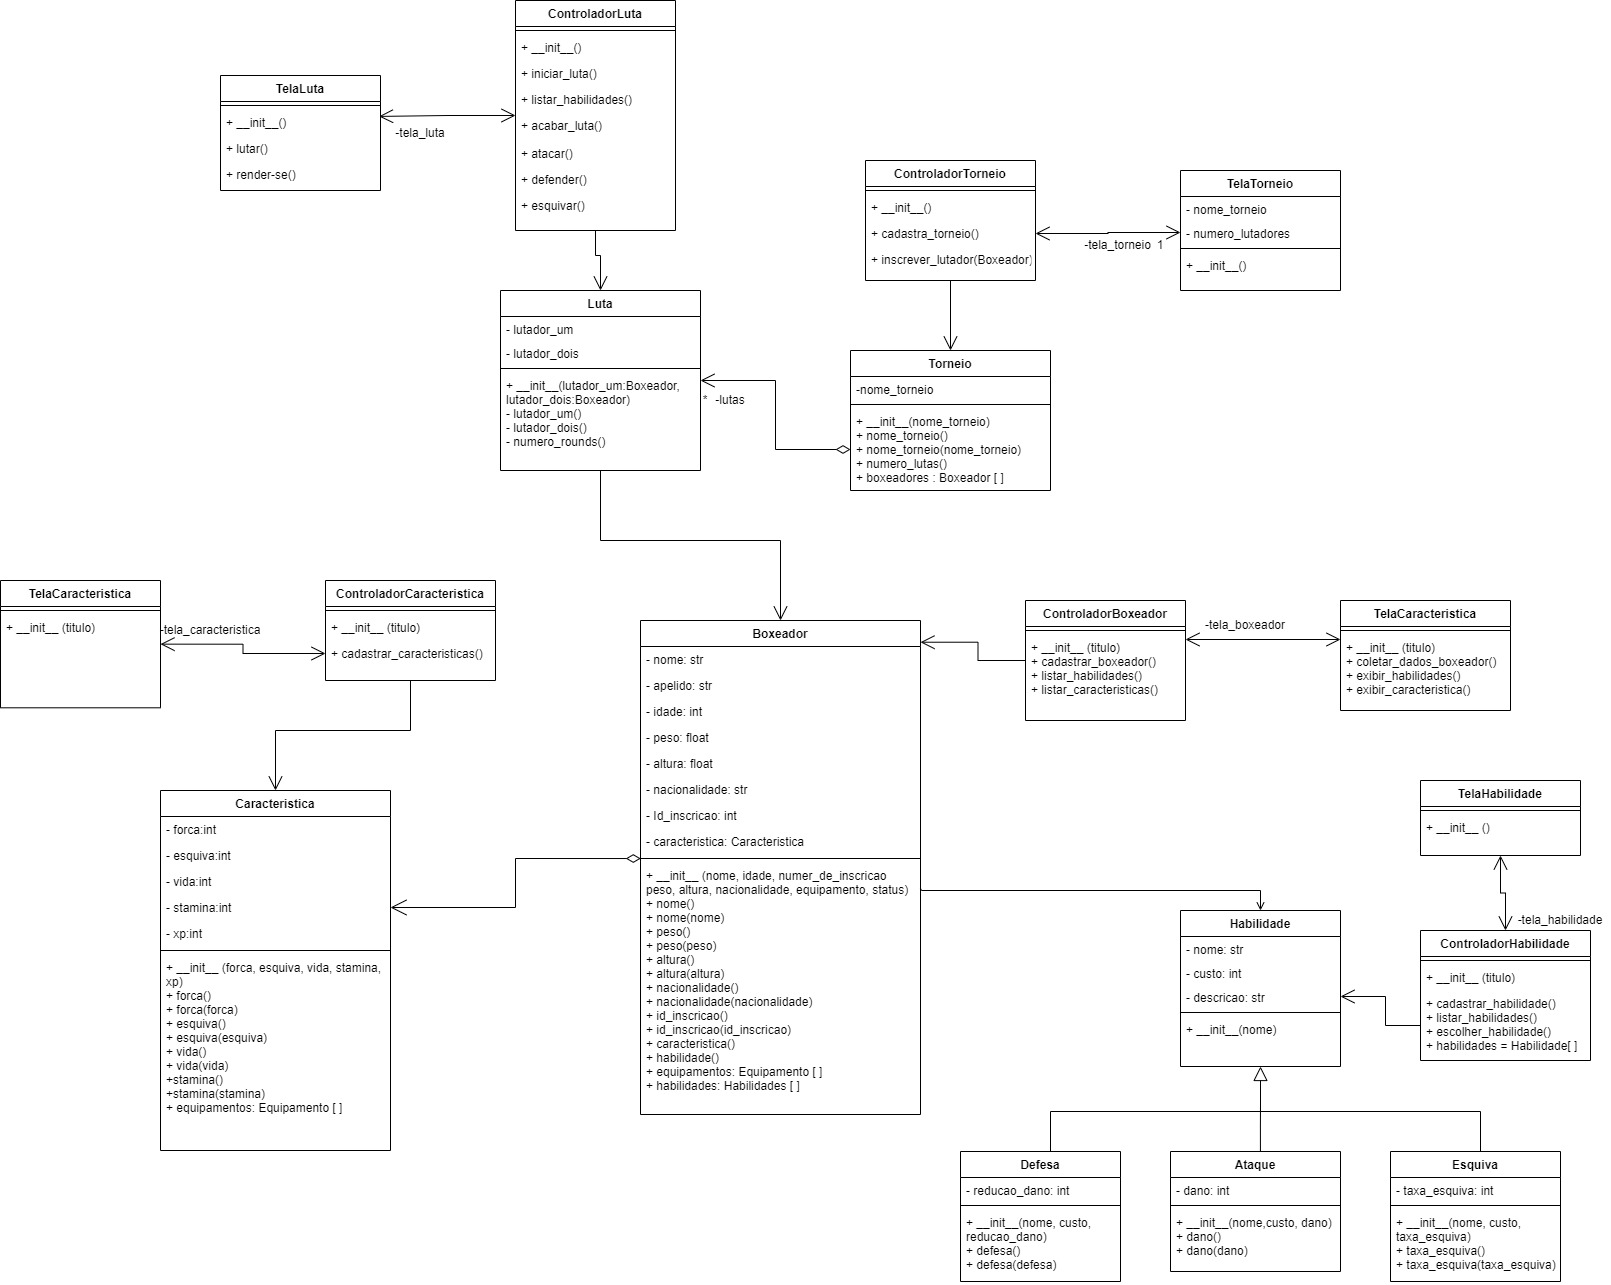 ControladorLuta
+ __init__()
+ iniciar_luta()
+ listar_habilidades()
+ acabar_luta()
+ atacar()
+ defender()
+ esquivar()
TelaLuta
+ __init__()
+ lutar()
+ render-se()
-tela_luta
ControladorTorneio
+ __init__()
+ cadastra_torneio()
+ inscrever_lutador(Boxeador)
TelaTorneio
- nome_torneio
- numero_lutadores
+ __init__()
-tela_torneio 1
Luta
- lutador_um
- lutador_dois
+ __init__(lutador_um:Boxeador,
lutador_dois:Boxeador)
- lutador_um()
- lutador_dois()
- numero_rounds()
* -lutas
Torneio
-nome_torneio
+ __init__(nome_torneio)
+ nome_torneio()
+ nome_torneio(nome_torneio)
+ numero_lutas()
+ boxeadores : Boxeador [ ]
TelaCaracteristica
+ __init__ (titulo)
-tela_caracteristica
ControladorCaracteristica
+ __init__ (titulo)
+ cadastrar_caracteristicas()
Boxeador
- nome: str
- apelido: str
- idade: int
- peso: float
- altura: float
- nacionalidade: str
- Id_inscricao: int
- caracteristica: Caracteristica
+ __init__ (nome, idade, numer_de_inscricao
peso, altura, nacionalidade, equipamento, status)
+ nome()
+ nome(nome)
+ peso()
+ peso(peso)
+ altura()
+ altura(altura)
+ nacionalidade()
+ nacionalidade(nacionalidade)
+ id_inscricao()
+ id_inscricao(id_inscricao)
+ caracteristica()
+ habilidade()
+ equipamentos: Equipamento [ ]
+ habilidades: Habilidades [ ]
ControladorBoxeador
+ __init__ (titulo)
+ cadastrar_boxeador()
+ listar_habilidades()
+ listar_caracteristicas()
-tela_boxeador
TelaCaracteristica
+ __init__ (titulo)
+ coletar_dados_boxeador()
+ exibir_habilidades()
+ exibir_caracteristica()
Caracteristica
- forca:int
- esquiva:int
- vida:int
- stamina:int
- xp:int
+ __init__ (forca, esquiva, vida, stamina,
xp)
+ forca()
+ forca(forca)
+ esquiva()
+ esquiva(esquiva)
+ vida()
+ vida(vida)
+stamina()
+stamina(stamina)
+ equipamentos: Equipamento [ ]
TelaHabilidade
+ __init__ ()
-tela_habilidade
ControladorHabilidade
+ __init__ (titulo)
+ cadastrar_habilidade()
+ listar_habilidades()
+ escolher_habilidade()
+ habilidades = Habilidade[ ]
Habilidade
- nome: str
- custo: int
- descricao: str
+ __init__(nome)
Defesa
- reducao_dano: int
+ __init__(nome, custo,
reducao_dano)
+ defesa()
+ defesa(defesa)
Ataque
- dano: int
+ __init__(nome,custo, dano)
+ dano()
+ dano(dano)
Esquiva
- taxa_esquiva: int
+ __init__(nome, custo,
taxa_esquiva)
+ taxa_esquiva()
+ taxa_esquiva(taxa_esquiva)